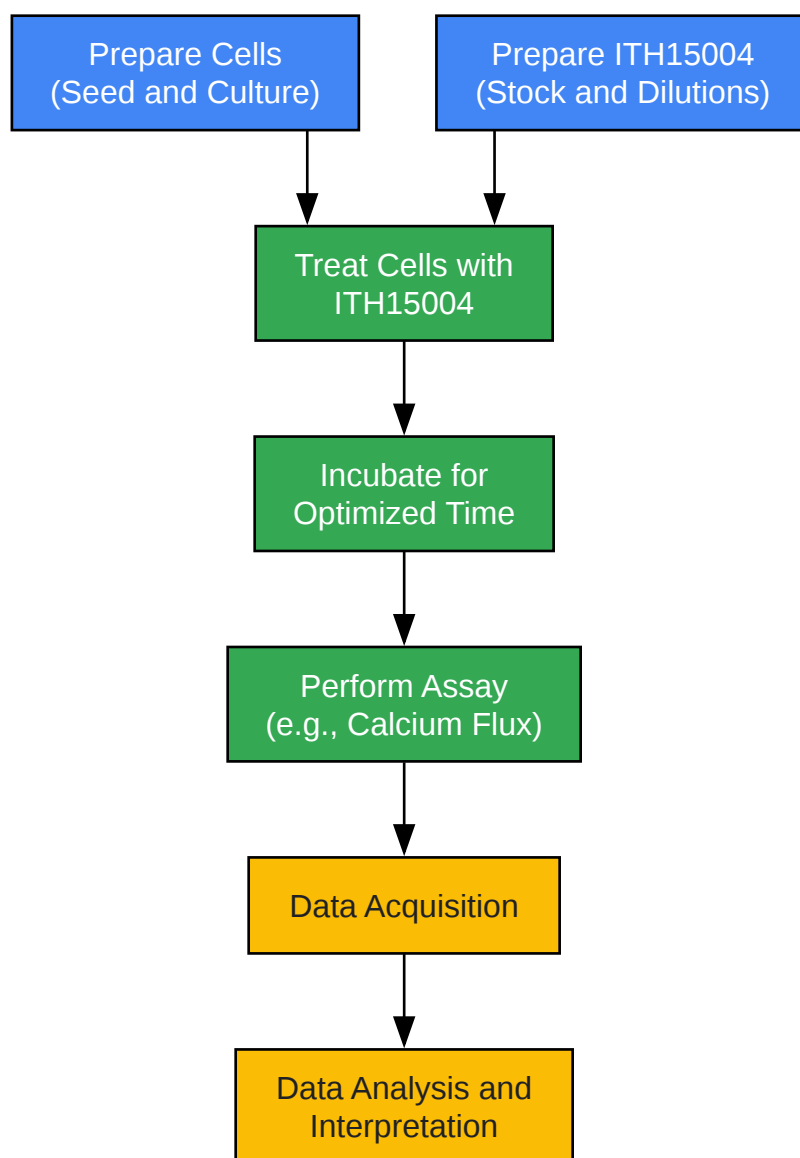 Prepare Cells
(Seed and Culture)
Prepare ITH15004
(Stock and Dilutions)
Treat Cells with
ITH15004
Incubate for
Optimized Time
Perform Assay
(e.g., Calcium Flux)
Data Acquisition
Data Analysis and
Interpretation